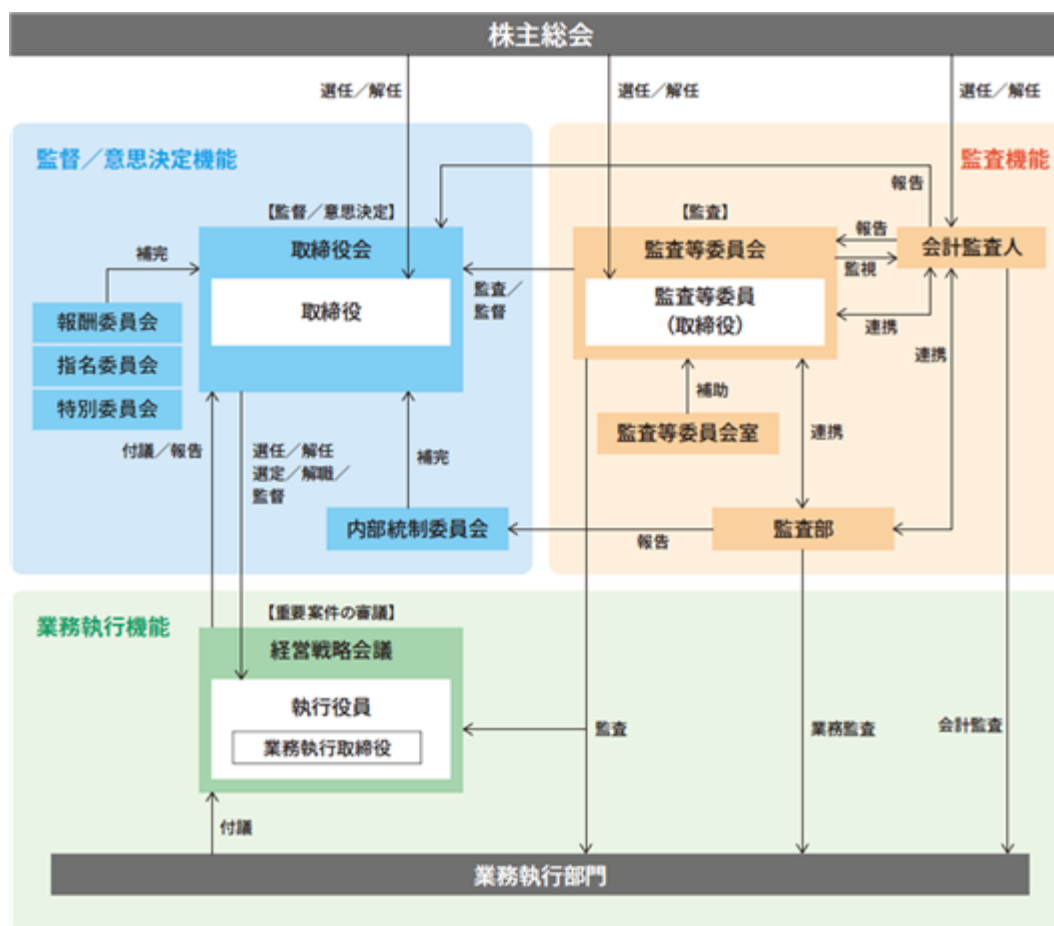 株主総会
選任／解任
選任／解任
選任／解任
監督／意思決定機能
監査機能
報告
【監督／意思決定】
【監査】
取締役会
監査等委員会
報告
会計監査人
補完
監視
監査／
監督
取締役
監査等委員
（取締役）
連携
連携
報酬委員会
指名委員会
特別委員会
補助
付議／報告
選任／解任
選定／解職／
監督
補完
監査等委員会室
連携
内部統制委員会
報告
監査部
業務執行機能
【重要案件の審議】
経営戦略会議
執行役員
業務執行取締役
監査
業務監査
会計監査
付議
業務執行部門